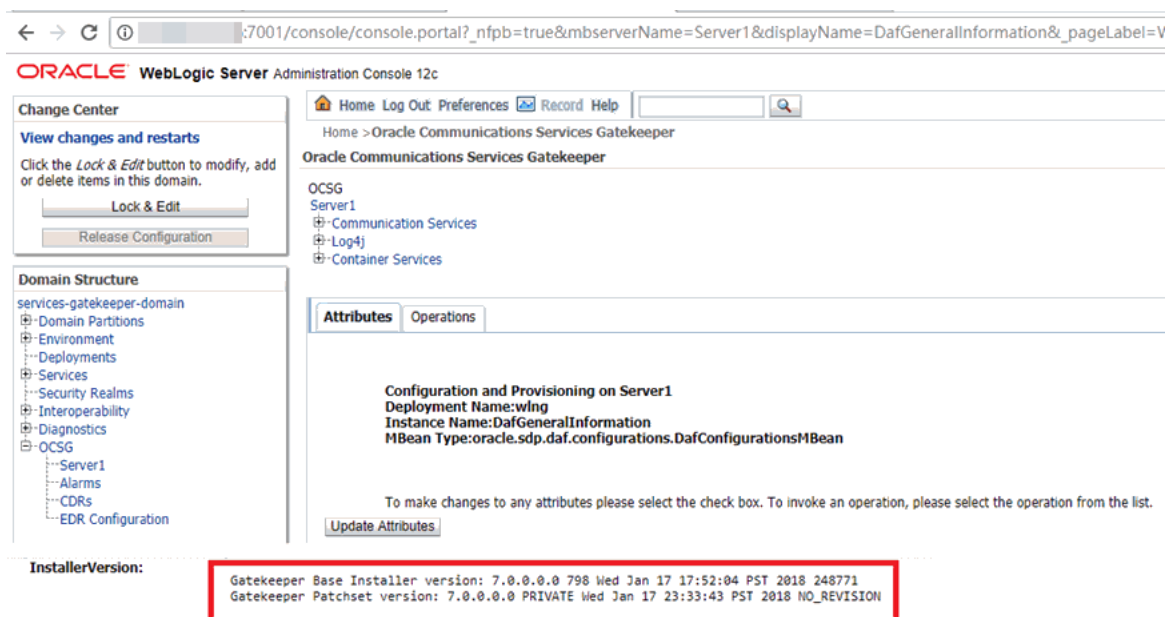 :7001/console/console.portal?_nfpb=true&mbserverName=Server1&displayName=DafGeneralInformation&_pageLabel=W
ORACLE WebLogic Server Administration Console 12c
Change Center
View changes and restarts
Click the Lock & Edit button to modify, add
or delete items in this domain.
Lock & Edit
Release Configuration
Domain Structure
services-gatekeeper-domain
Domain Partitions
Environment
Deployments
Services
Security Realms
Interoperability
Diagnostics
OCSG
Server1
Alarms
CDRs
EDR Configuration
Home Log Out Preferences Record Help
Home >Oracle Communications Services Gatekeeper
Oracle Communications Services Gatekeeper
OCSG
Server1
Communication Services
Log4j
Container Services
Attributes Operations
Configuration and Provisioning on Server1
Deployment Name:wlng
Instance Name:DafGeneralInformation
MBean Type:oracle.sdp.daf.configurations.DafConfigurationsMBean
To make changes to any attributes please select the check box. To invoke an operation, please select the operation from the list.
Update Attributes
InstallerVersion:
Gatekeeper Base Installer version: 7.0.0.0.0 798 Wed Jan 17 17:52:04 PST 2018 248771
Gatekeeper Patchset version: 7.0.0.0.0 PRIVATE Wed Jan 17 23:33:43 PST 2018 NO_REVISION